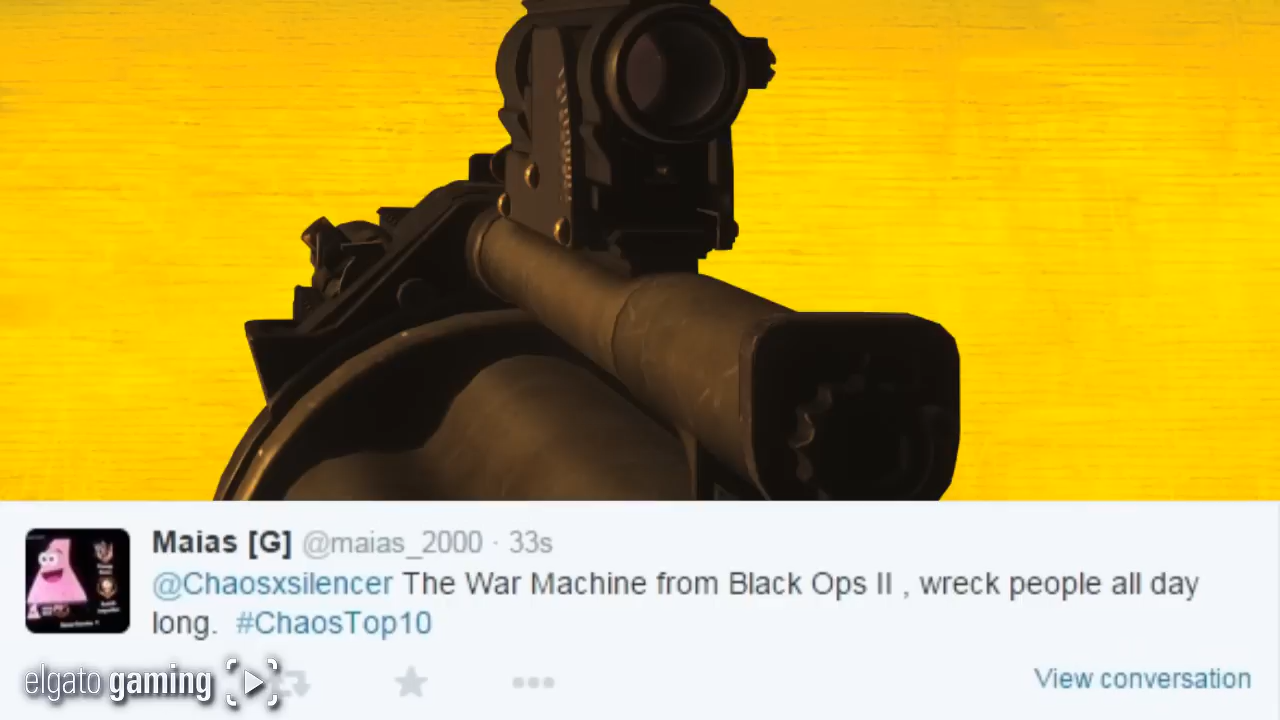 Maias [G] @maias_2000 · 33s
@Chaosxsilencer The War Machine from Black Ops II , wreck people all day
long. #ChaosTop10
elgato gaming
View conversation